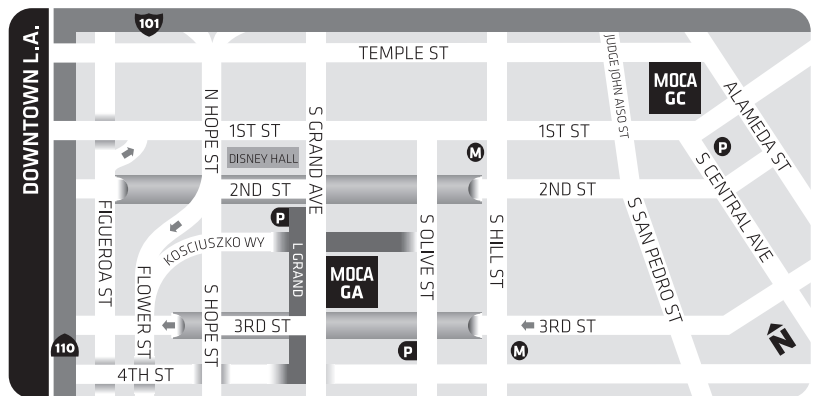 DOWNTOWN L.A.
101
TEMPLE ST
JUDGE JOHN AISO ST
MOCA
GC
ALAMEDA ST
N HOPE ST
S GRAND AVE
1ST ST
1ST ST
DISNEY HALL
M
P
2ND ST
2ND ST
S CENTRAL AVE
FIGUEROA ST
P
KOSCIUSZKO WY
L GRAND
MOCA
GA
S OLIVE ST
S HILL ST
S SAN PEDRO ST
FLOWER ST
S HOPE ST
3RD ST
3RD ST
N
110
P
M
4TH ST